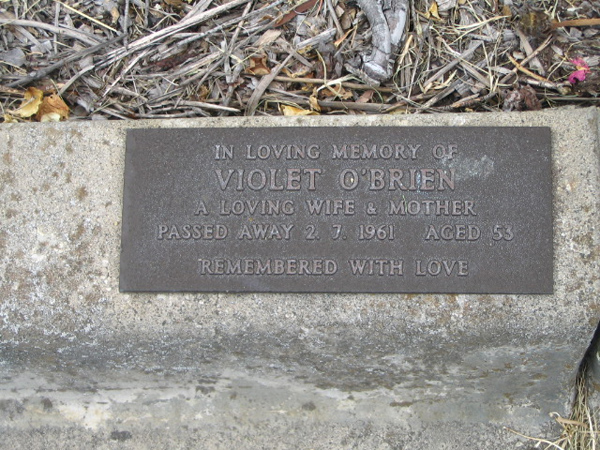 IN LOVING MEMORY OF
VIOLET O'BRIEN
A LOVING WIFE & MOTHER
PASSED AWAY 2. 7. 1961 AGED 53
REMEMBERED WITH LOVE